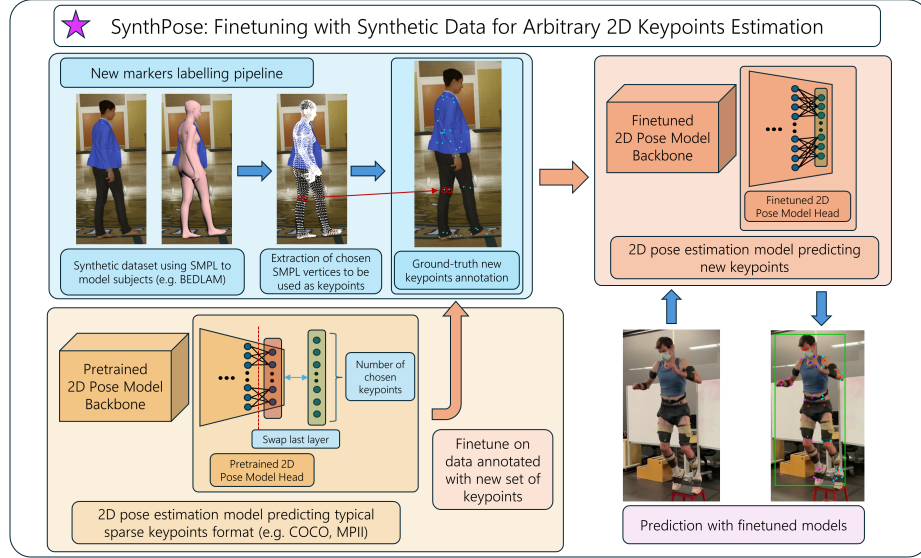 SynthPose: Finetuning with Synthetic Data for Arbitrary 2D Keypoints Estimation
New markers labelling pipeline
Synthetic dataset using SMPL to
model subjects (e.g. BEDLAM)
Extraction of chosen
SMPL vertices to be
used as keypoints
Ground-truth new
keypoints annotation
Finetuned
2D Pose Model
Backbone
Finetuned 2D
Pose Model Head
2D pose estimation model predicting
new keypoints
Pretrained
2D Pose Model
Backbone
Number of
chosen
keypoints
Swap last layer
Pretrained 2D
Pose Model Head
2D pose estimation model predicting typical
sparse keypoints format (e.g. COCO, MPII)
Finetune on
data annotated
with new set of
keypoints
Prediction with finetuned models